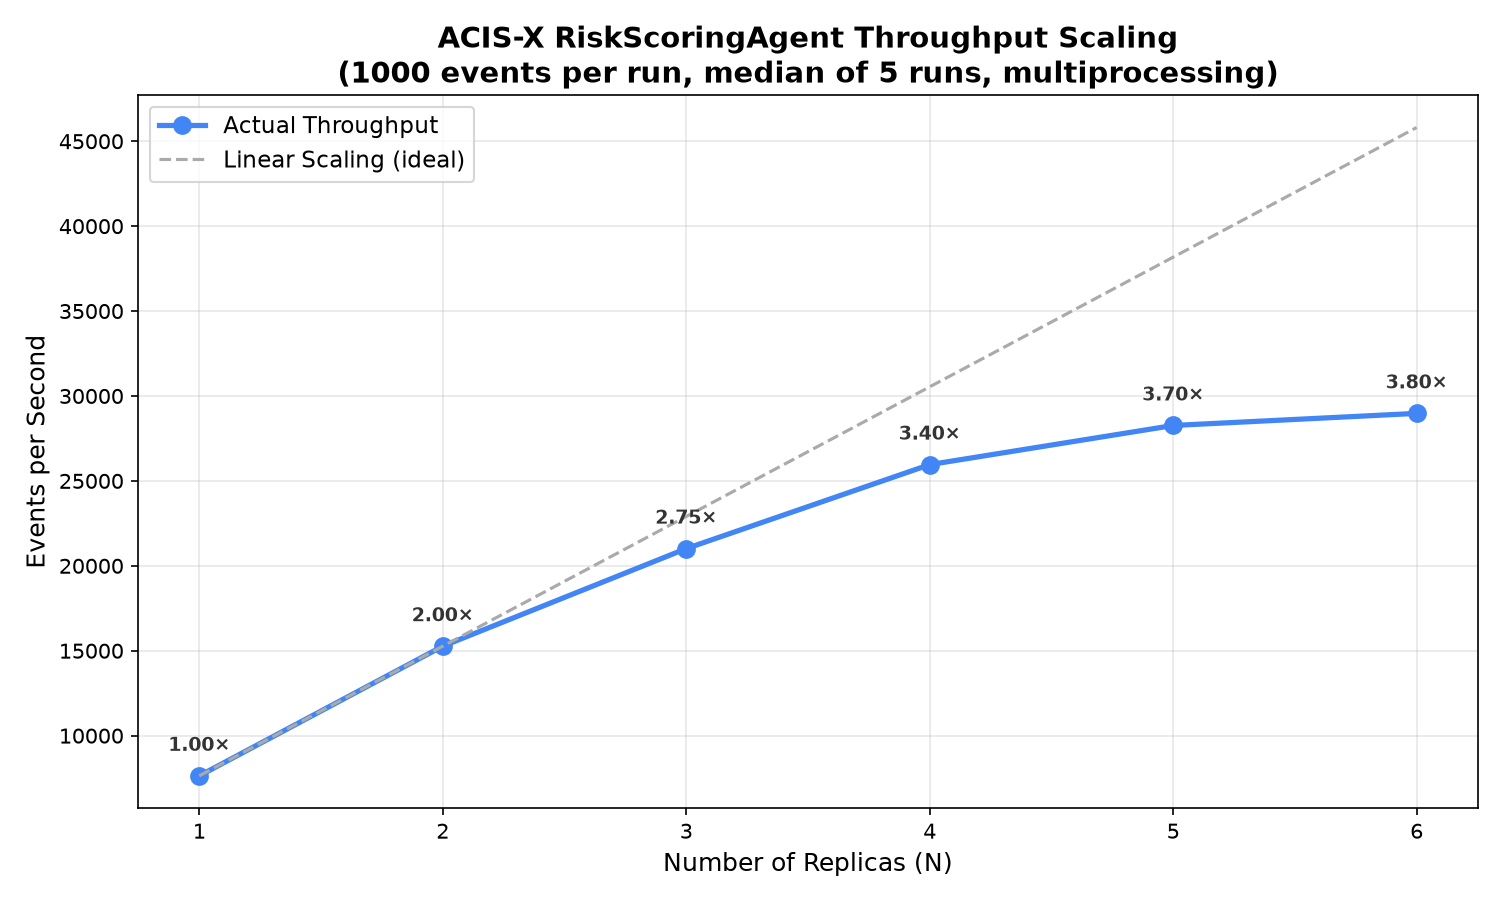 ACIS-X RiskScoringAgent Throughput Scaling
(1000 events per run, median of 5 runs, multiprocessing)
Actual Throughput
Linear Scaling (ideal)
Events per Second
45000
40000
35000
30000
25000
20000
15000
10000
1.00×
2.00×
2.75×
3.40×
3.70×
3.80×
1 2 3 4 5 6
Number of Replicas (N)